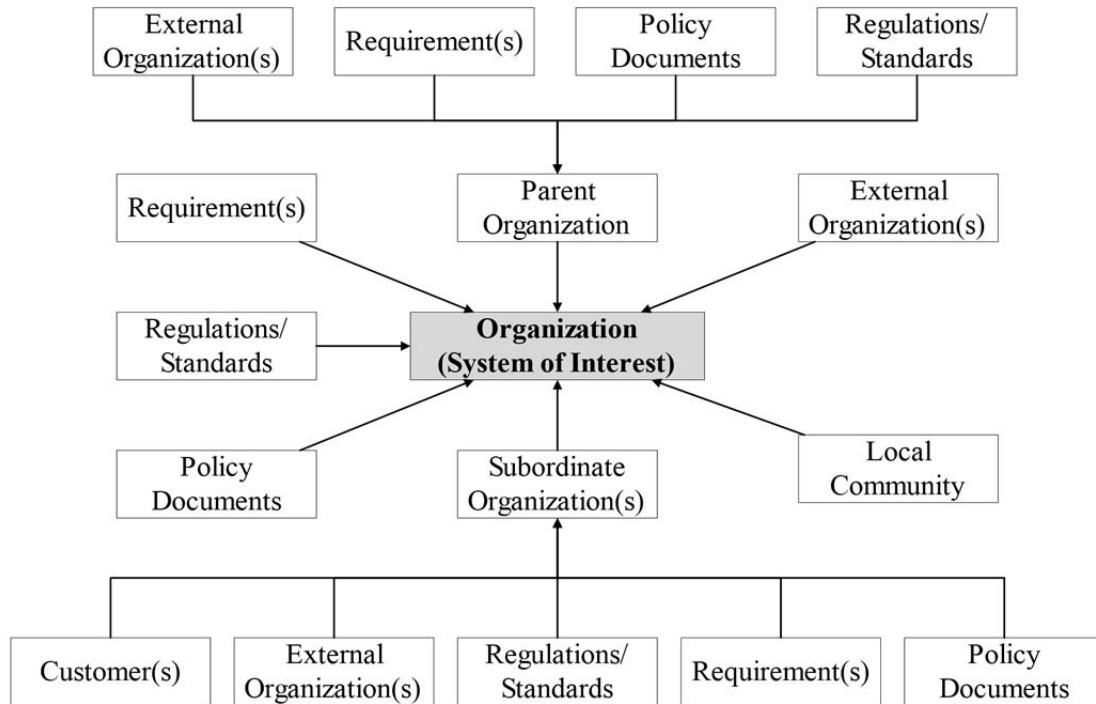 External
Organization(s)
Requirement(s)
Policy
Documents
Regulations/
Standards
Requirement(s)
Parent
Organization
External
Organization(s)
Regulations/
Standards
Organization
(System of Interest)
Policy
Documents
Subordinate
Organization(s)
Local
Community
Customer(s)
External
Organization(s)
Regulations/
Standards
Requirement(s)
Policy
Documents